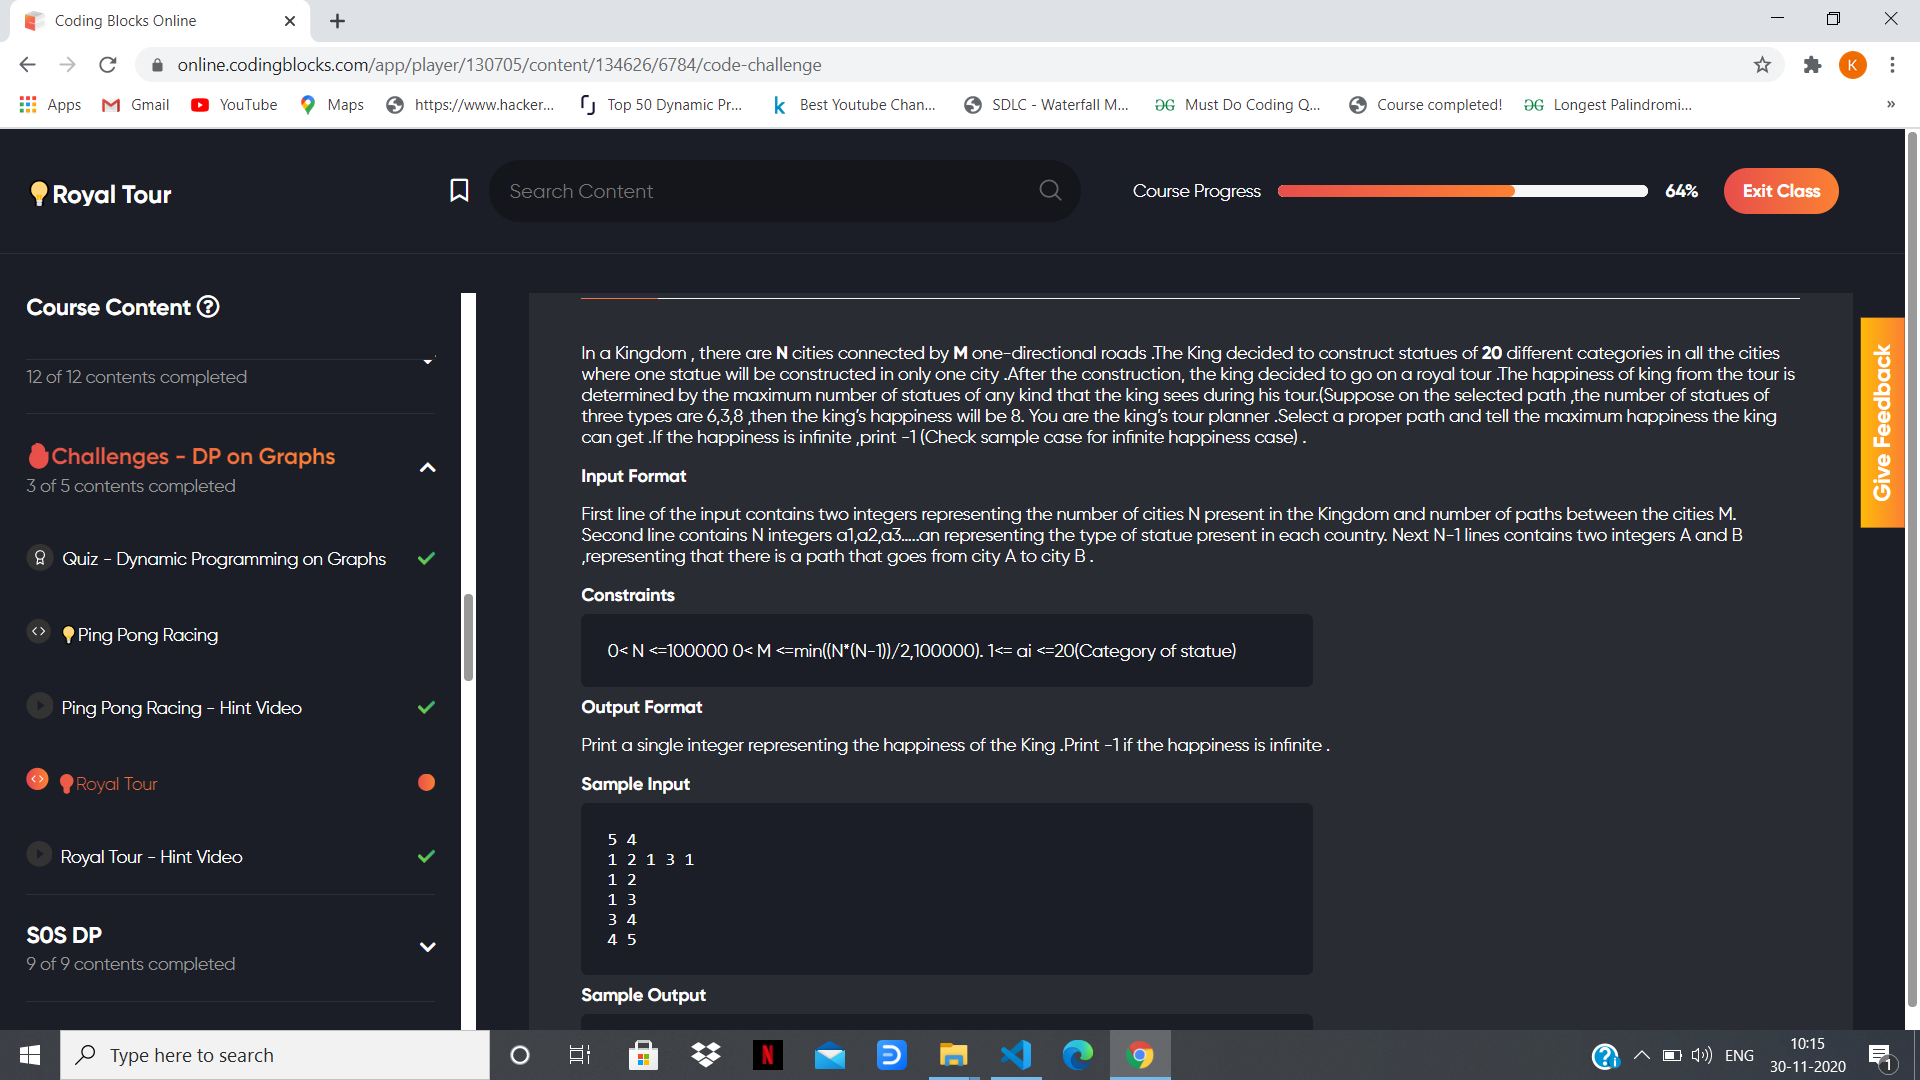 Coding Blocks Online
online.codingblocks.com/app/player/130705/content/134626/6784/code-challenge
K
Apps Gmail YouTube Maps https://www.hacker... Top 50 Dynamic Pr... Best Youtube Chan... SDLC - Waterfall M... Must Do Coding Q... Course completed! Longest Palindromi... »
Royal Tour
Search Content
Course Progress 64% Exit Class
Course Content
12 of 12 contents completed
Challenges - DP on Graphs
3 of 5 contents completed
Quiz - Dynamic Programming on Graphs
Ping Pong Racing
Ping Pong Racing - Hint Video
Royal Tour
Royal Tour - Hint Video
S0S DP
9 of 9 contents completed
In a Kingdom , there are N cities connected by M one-directional roads .The King decided to construct statues of 20 different categories in all the cities
where one statue will be constructed in only one city .After the construction, the king decided to go on a royal tour .The happiness of king from the tour is
determined by the maximum number of statues of any kind that the king sees during his tour.(Suppose on the selected path ,the number of statues of
three types are 6,3,8 ,then the king's happiness will be 8. You are the king's tour planner .Select a proper path and tell the maximum happiness the king
can get .If the happiness is infinite ,print -1 (Check sample case for infinite happiness case) .
Input Format
First line of the input contains two integers representing the number of cities N present in the Kingdom and number of paths between the cities M.
Second line contains N integers a1,a2,a3.....an representing the type of statue present in each country. Next N-1 lines contains two integers A and B
,representing that there is a path that goes from city A to city B .
Constraints
0< N <=100000 0< M <=min((N*(N-1))/2,100000). 1<= ai <=20(Category of statue)
Output Format
Print a single integer representing the happiness of the King .Print -1 if the happiness is infinite .
Sample Input
5 4
1 2 1 3 1
1 2
1 3
3 4
4 5
Sample Output
Give Feedback
Type here to search
ENG
10:15
30-11-2020
1